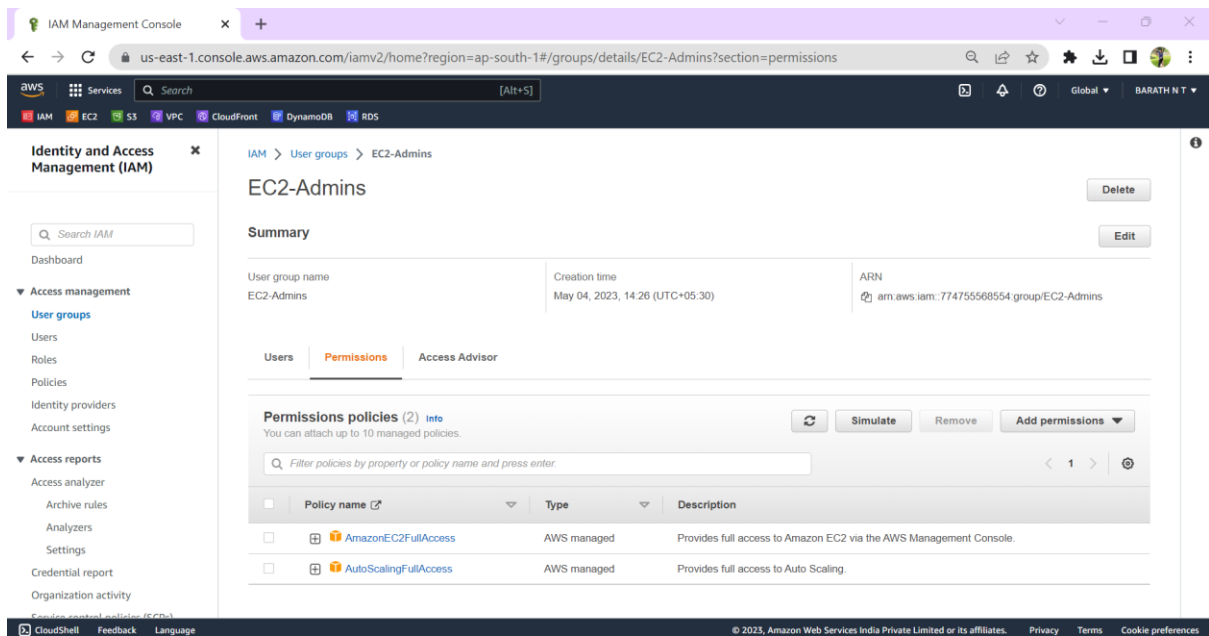 IAM Management Console
us-east-1.console.aws.amazon.com/iamv2/home?region=ap-south-1#/groups/details/EC2-Admins?section=permissions
aws Services Search [Alt+S] Global BARATH N T
IAM EC2 S3 VPC CloudFront DynamoDB RDS
Identity and Access Management (IAM)
Search IAM
Dashboard
Access management
User groups
Users
Roles
Policies
Identity providers
Account settings
Access reports
Access analyzer
Archive rules
Analyzers
Settings
Credential report
Organization activity
Service control policies (SCPs)
IAM > User groups > EC2-Admins
EC2-Admins
Delete
Summary
Edit
User group name
EC2-Admins
Creation time
May 04, 2023, 14:26 (UTC+05:30)
ARN
arn:aws:iam::774755568554:group/EC2-Admins
Users Permissions Access Advisor
Permissions policies (2) Info
You can attach up to 10 managed policies.
Simulate Remove Add permissions
Filter policies by property or policy name and press enter.
1
Policy name Type Description
AmazonEC2FullAccess AWS managed Provides full access to Amazon EC2 via the AWS Management Console.
AutoScalingFullAccess AWS managed Provides full access to Auto Scaling.
CloudShell Feedback Language © 2023, Amazon Web Services India Private Limited or its affiliates. Privacy Terms Cookie preferences